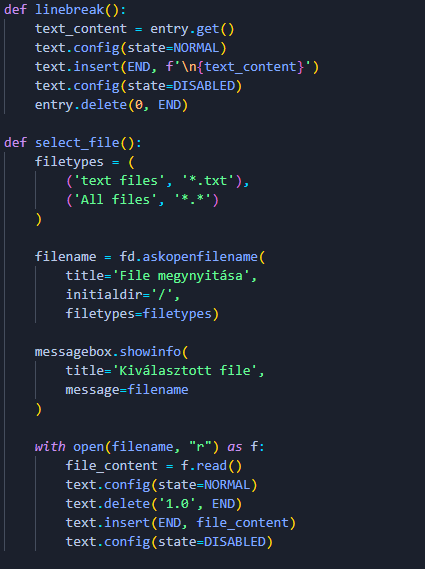 def linebreak():
    text_content = entry.get()
    text.config(state=NORMAL)
    text.insert(END, f'\n{text_content}')
    text.config(state=DISABLED)
    entry.delete(0, END)

def select_file():
    filetypes = (
        ('text files', '*.txt'),
        ('All files', '*.*')
    )

    filename = fd.askopenfilename(
        title='File megynyitása',
        initialdir='/',
        filetypes=filetypes)

    messagebox.showinfo(
        title='Kiválasztott file',
        message=filename
    )

    with open(filename, "r") as f:
        file_content = f.read()
        text.config(state=NORMAL)
        text.delete('1.0', END)
        text.insert(END, file_content)
        text.config(state=DISABLED)